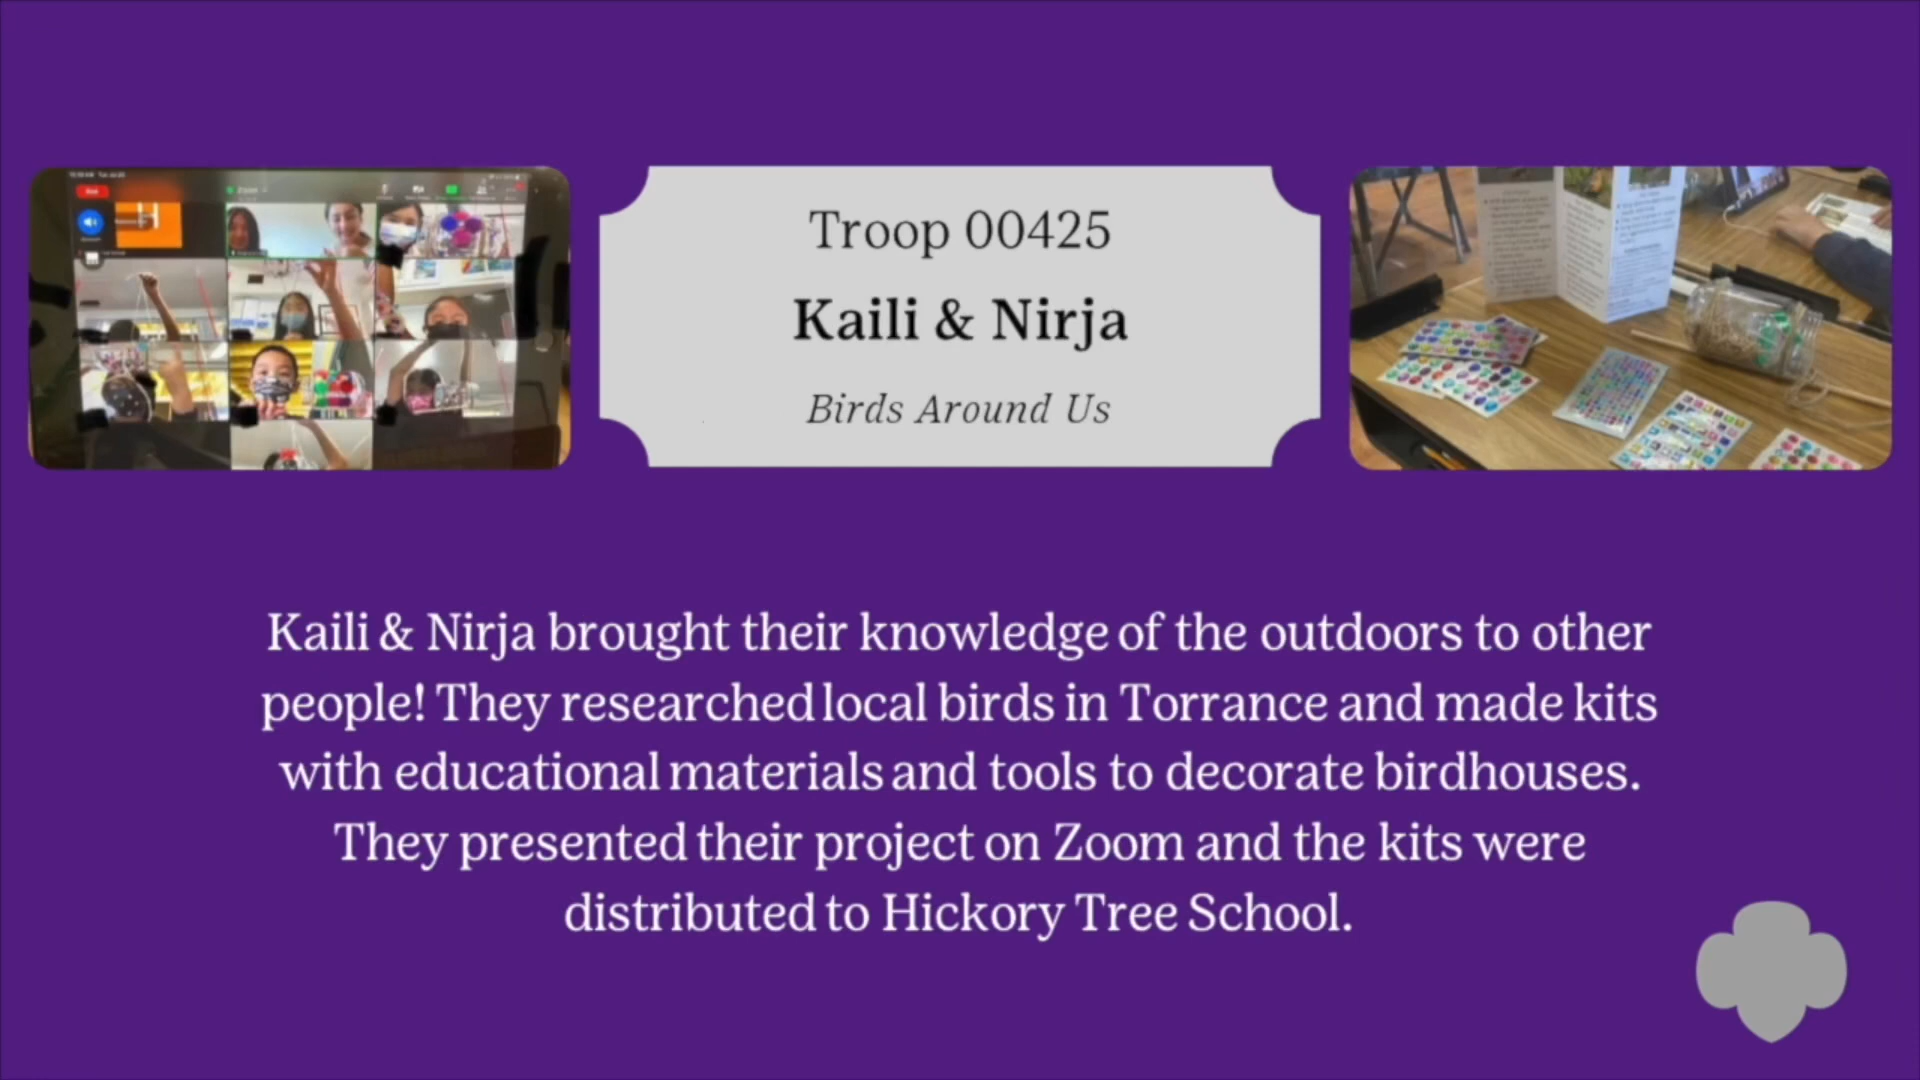 Troop 00425
Kaili & Nirja
Birds Around Us
Kaili & Nirja brought their knowledge of the outdoors to other
people! They researched local birds in Torrance and made kits
with educational materials and tools to decorate birdhouses.
They presented their project on Zoom and the kits were
distributed to Hickory Tree School.